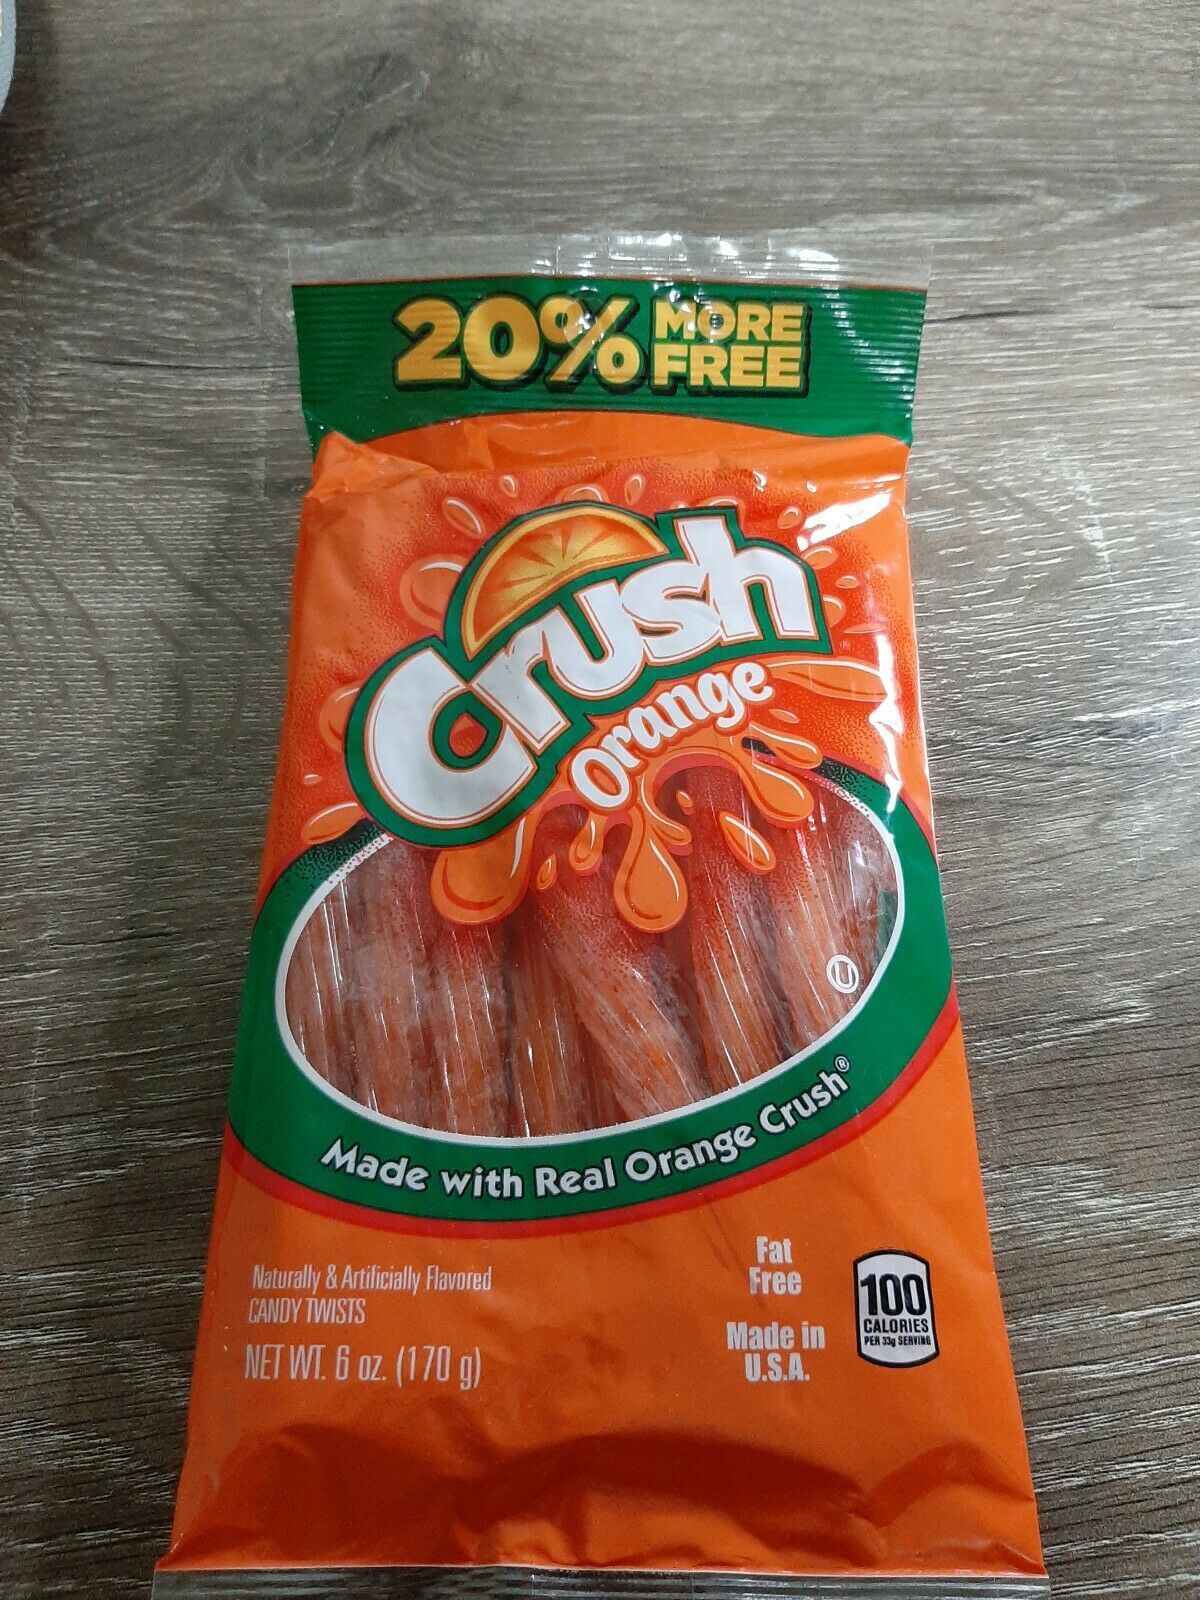 20% MORE
FREE
Crush
orange
U
Made with Real Orange Crush®
Naturally & Artificially Flavored
CANDY TWISTS
NET WT. 6 oz. (170 g)
Fat
Free
Made in
U.S.A.
100
CALORIES
PER 33g SERVING